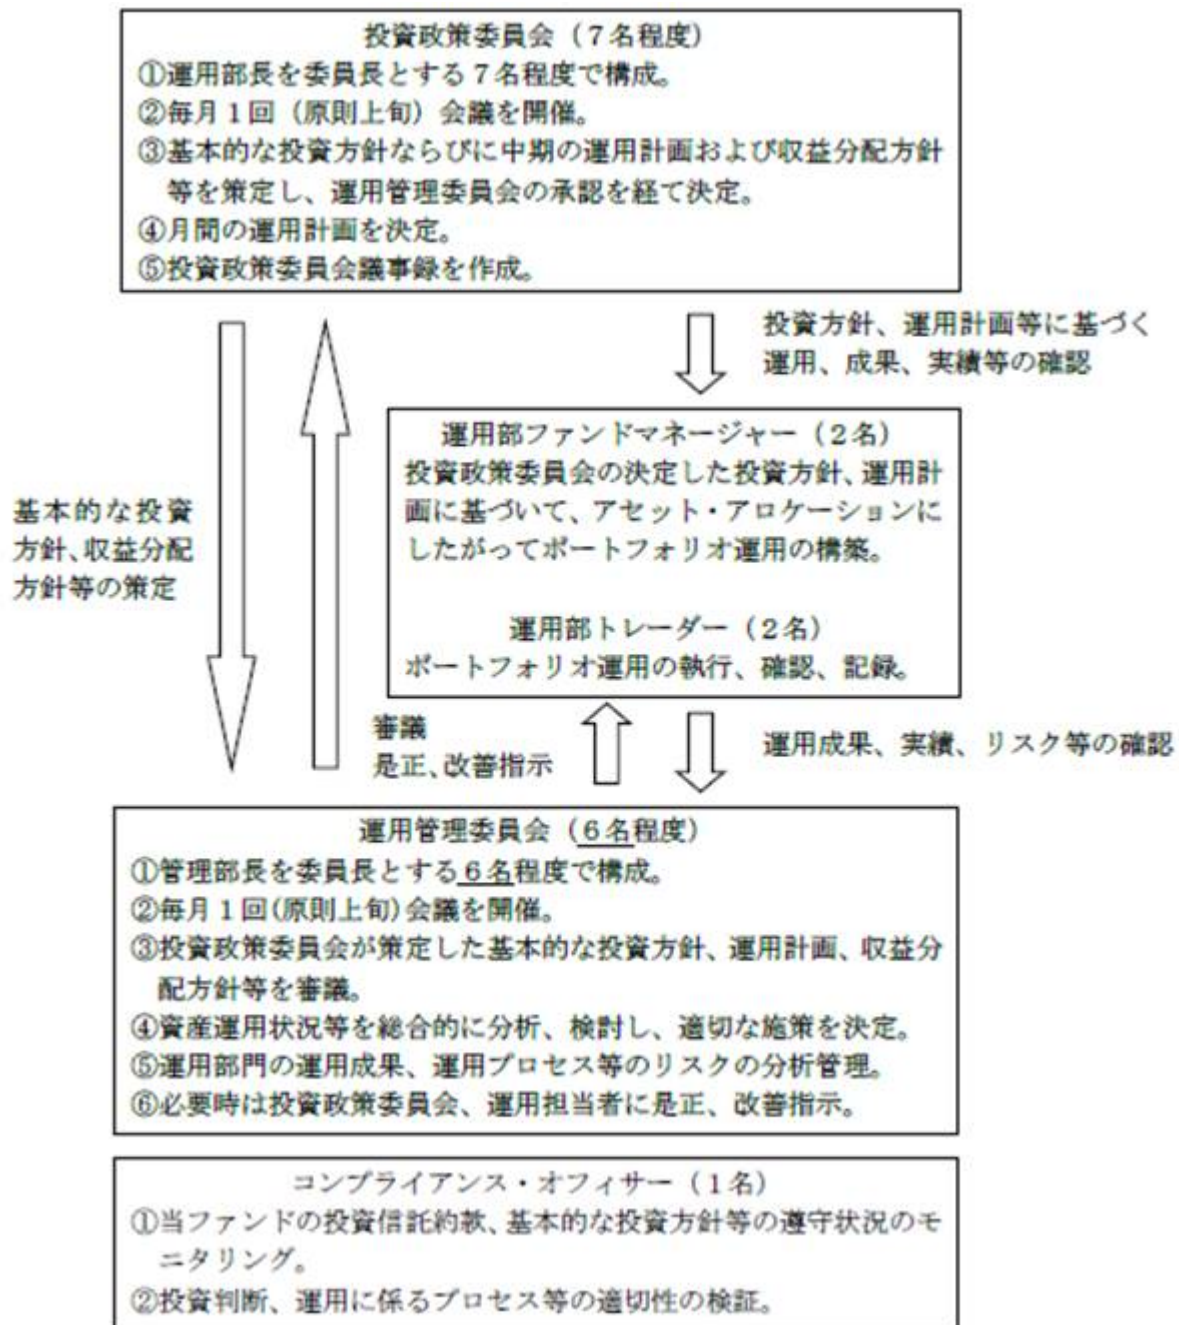 投資政策委員会（７名程度）
①運用部長を委員長とする７名程度で構成。
②毎月１回（原則上旬）会議を開催。
③基本的な投資方針ならびに中期の運用計画および収益分配方針
等を策定し、運用管理委員会の承認を経て決定。
④月間の運用計画を決定。
⑤投資政策委員会議事録を作成。
投資方針、運用計画等に基づく
運用、成果、実績等の確認
運用部ファンドマネージャー（２名）
投資政策委員会の決定した投資方針、運用計
画に基づいて、アセット・アロケーションに
したがってポートフォリオ運用の構築。
運用部トレーダー（２名）
ポートフォリオ運用の執行、確認、記録。
基本的な投資
方針、収益分配
方針等の策定
審議
是正、改善指示
運用成果、実績、リスク等の確認
運用管理委員会（６名程度）
①管理部長を委員長とする６名程度で構成。
②毎月１回(原則上旬)会議を開催。
③投資政策委員会が策定した基本的な投資方針、運用計画、収益分
配方針等を審議。
④資産運用状況等を総合的に分析、検討し、適切な施策を決定。
⑤運用部門の運用成果、運用プロセス等のリスクの分析管理。
⑥必要時は投資政策委員会、運用担当者に是正、改善指示。
コンプライアンス・オフィサー（１名）
①当ファンドの投資信託約款、基本的な投資方針等の遵守状況のモ
ニタリング。
②投資判断、運用に係るプロセス等の適切性の検証。